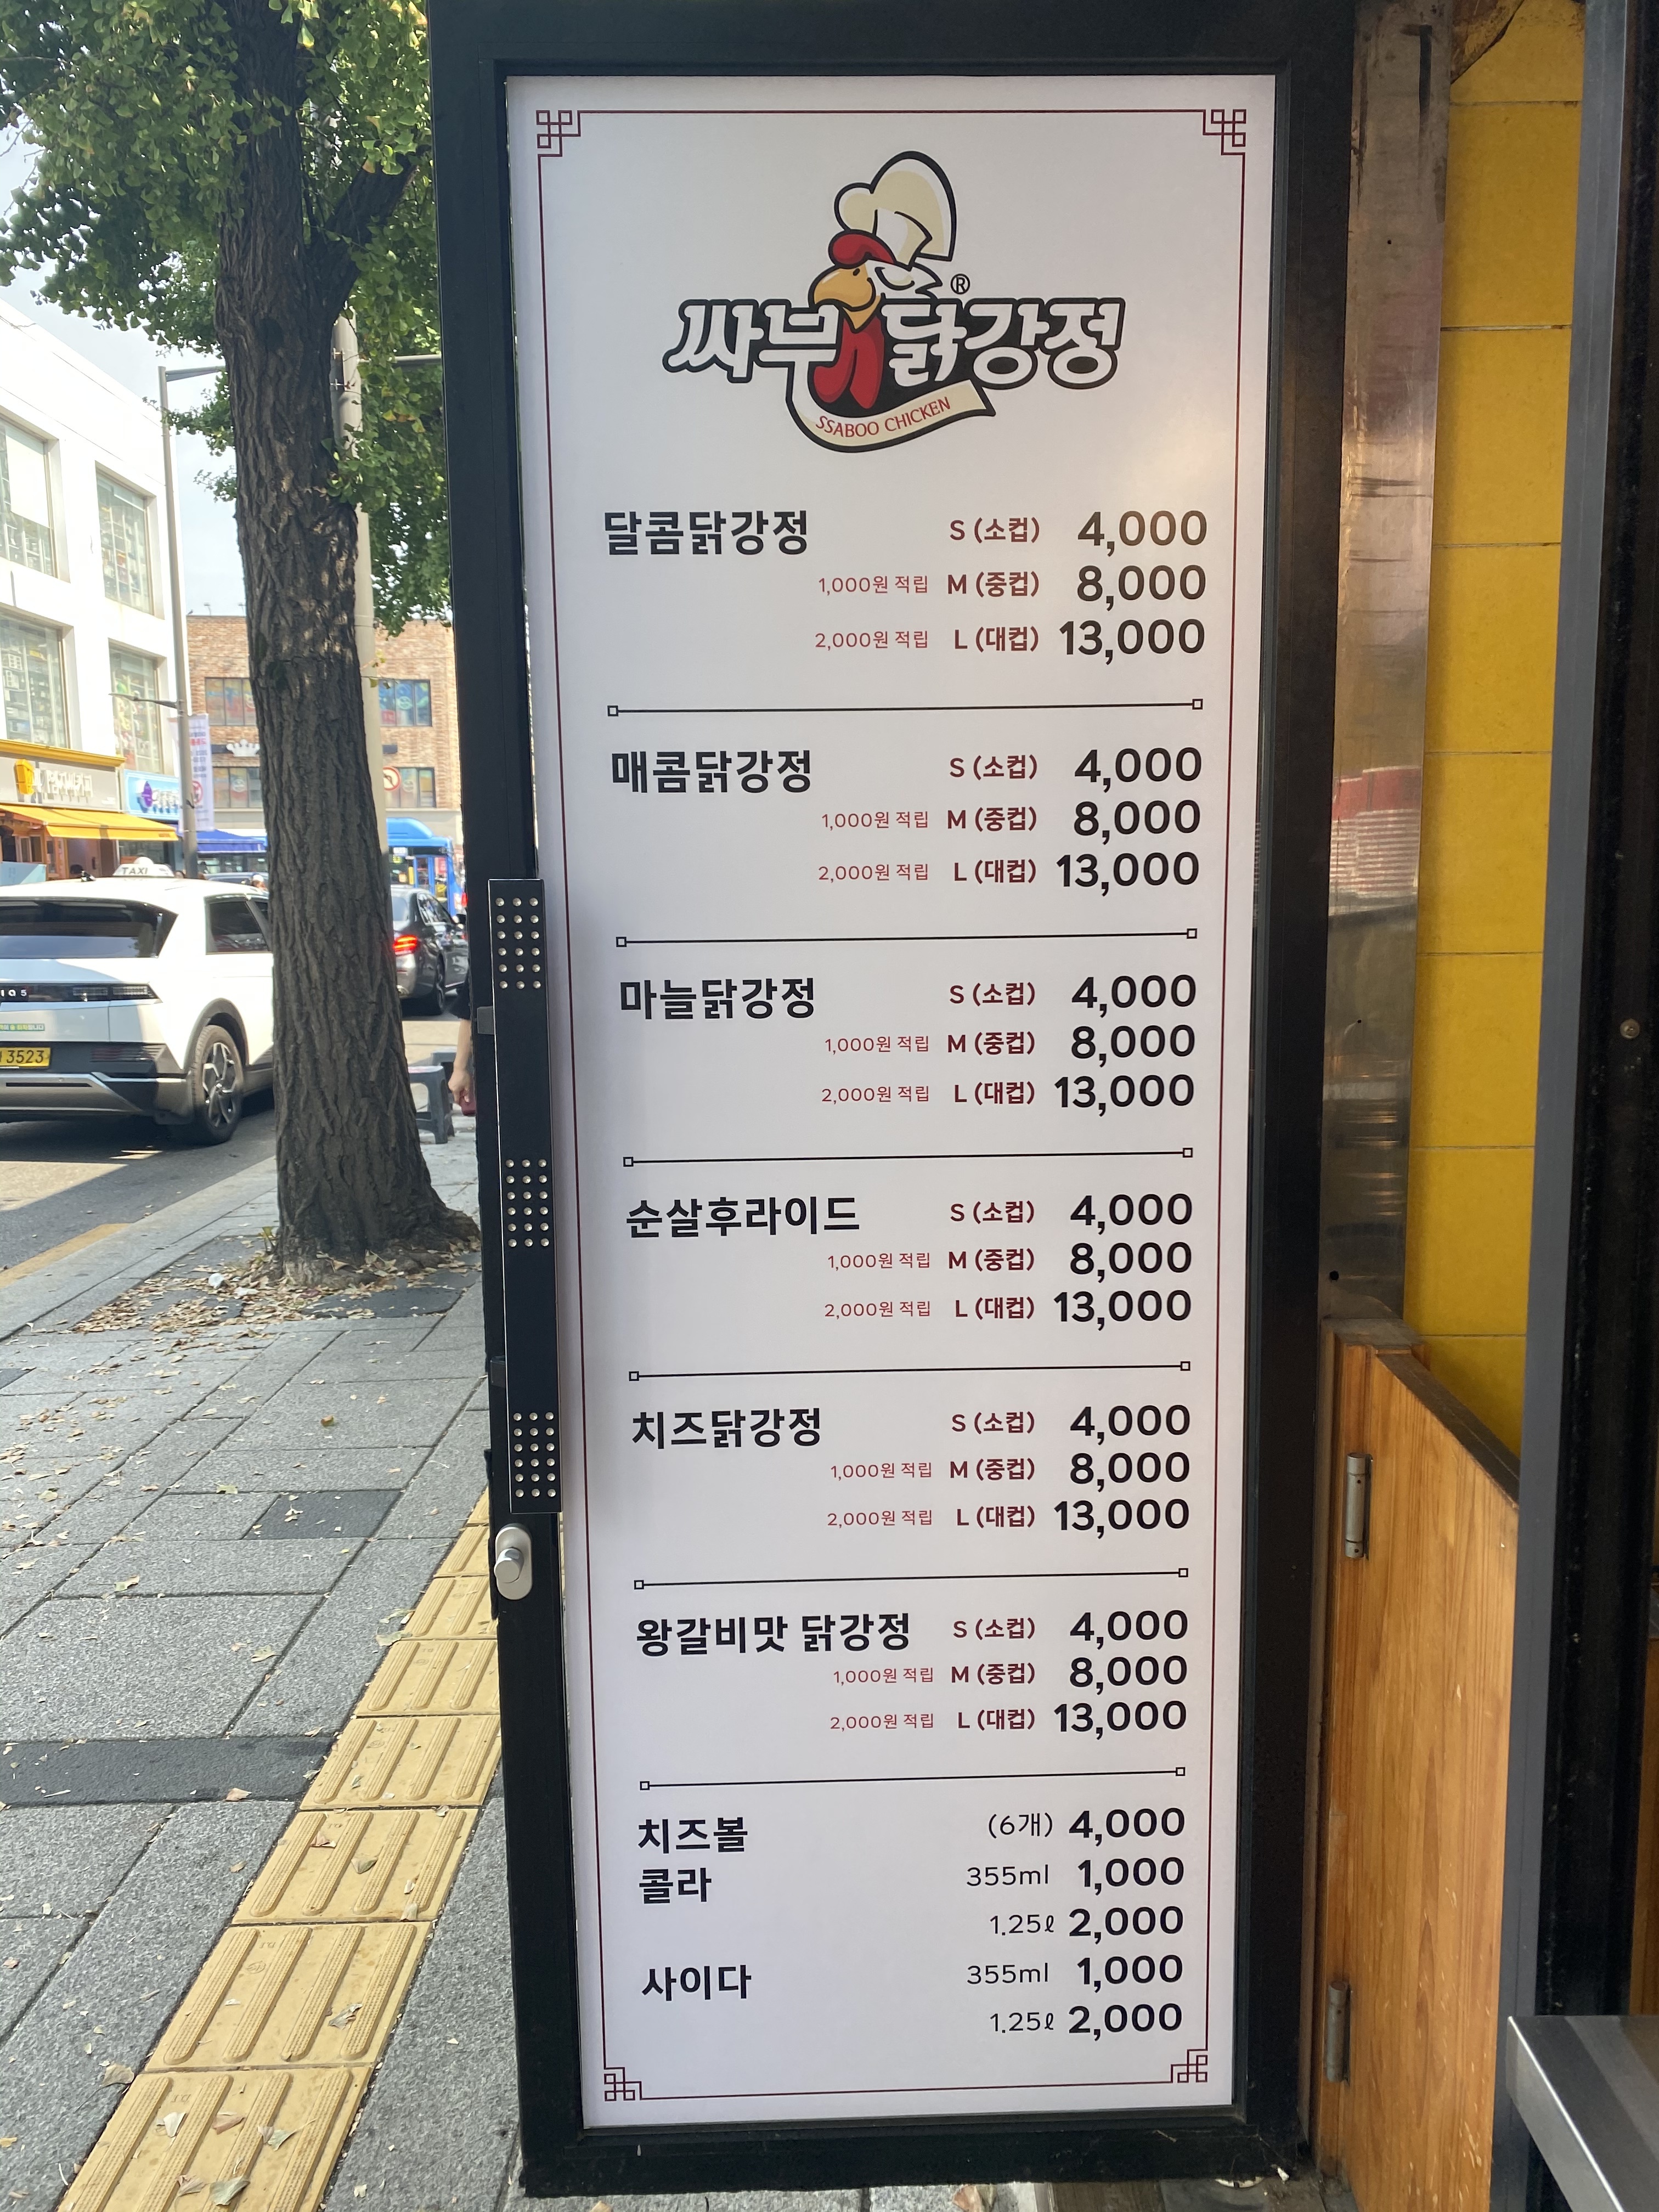 싸부 닭강정 ®
SSABOO CHICKEN
달콤닭강정 S (소컵) 4,000
1,000원 적립 M (중컵) 8,000
2,000원 적립 L (대컵) 13,000
매콤닭강정 S (소컵) 4,000
1,000원 적립 M (중컵) 8,000
2,000원 적립 L (대컵) 13,000
마늘닭강정 S (소컵) 4,000
1,000원 적립 M (중컵) 8,000
2,000원 적립 L (대컵) 13,000
순살후라이드 S (소컵) 4,000
1,000원 적립 M (중컵) 8,000
2,000원 적립 L (대컵) 13,000
치즈닭강정 S (소컵) 4,000
1,000원 적립 M (중컵) 8,000
2,000원 적립 L (대컵) 13,000
왕갈비맛 닭강정 S (소컵) 4,000
1,000원 적립 M (중컵) 8,000
2,000원 적립 L (대컵) 13,000
치즈볼 (6개) 4,000
콜라 355ml 1,000
1.25ℓ 2,000
사이다 355ml 1,000
1.25ℓ 2,000
TAXI
3523